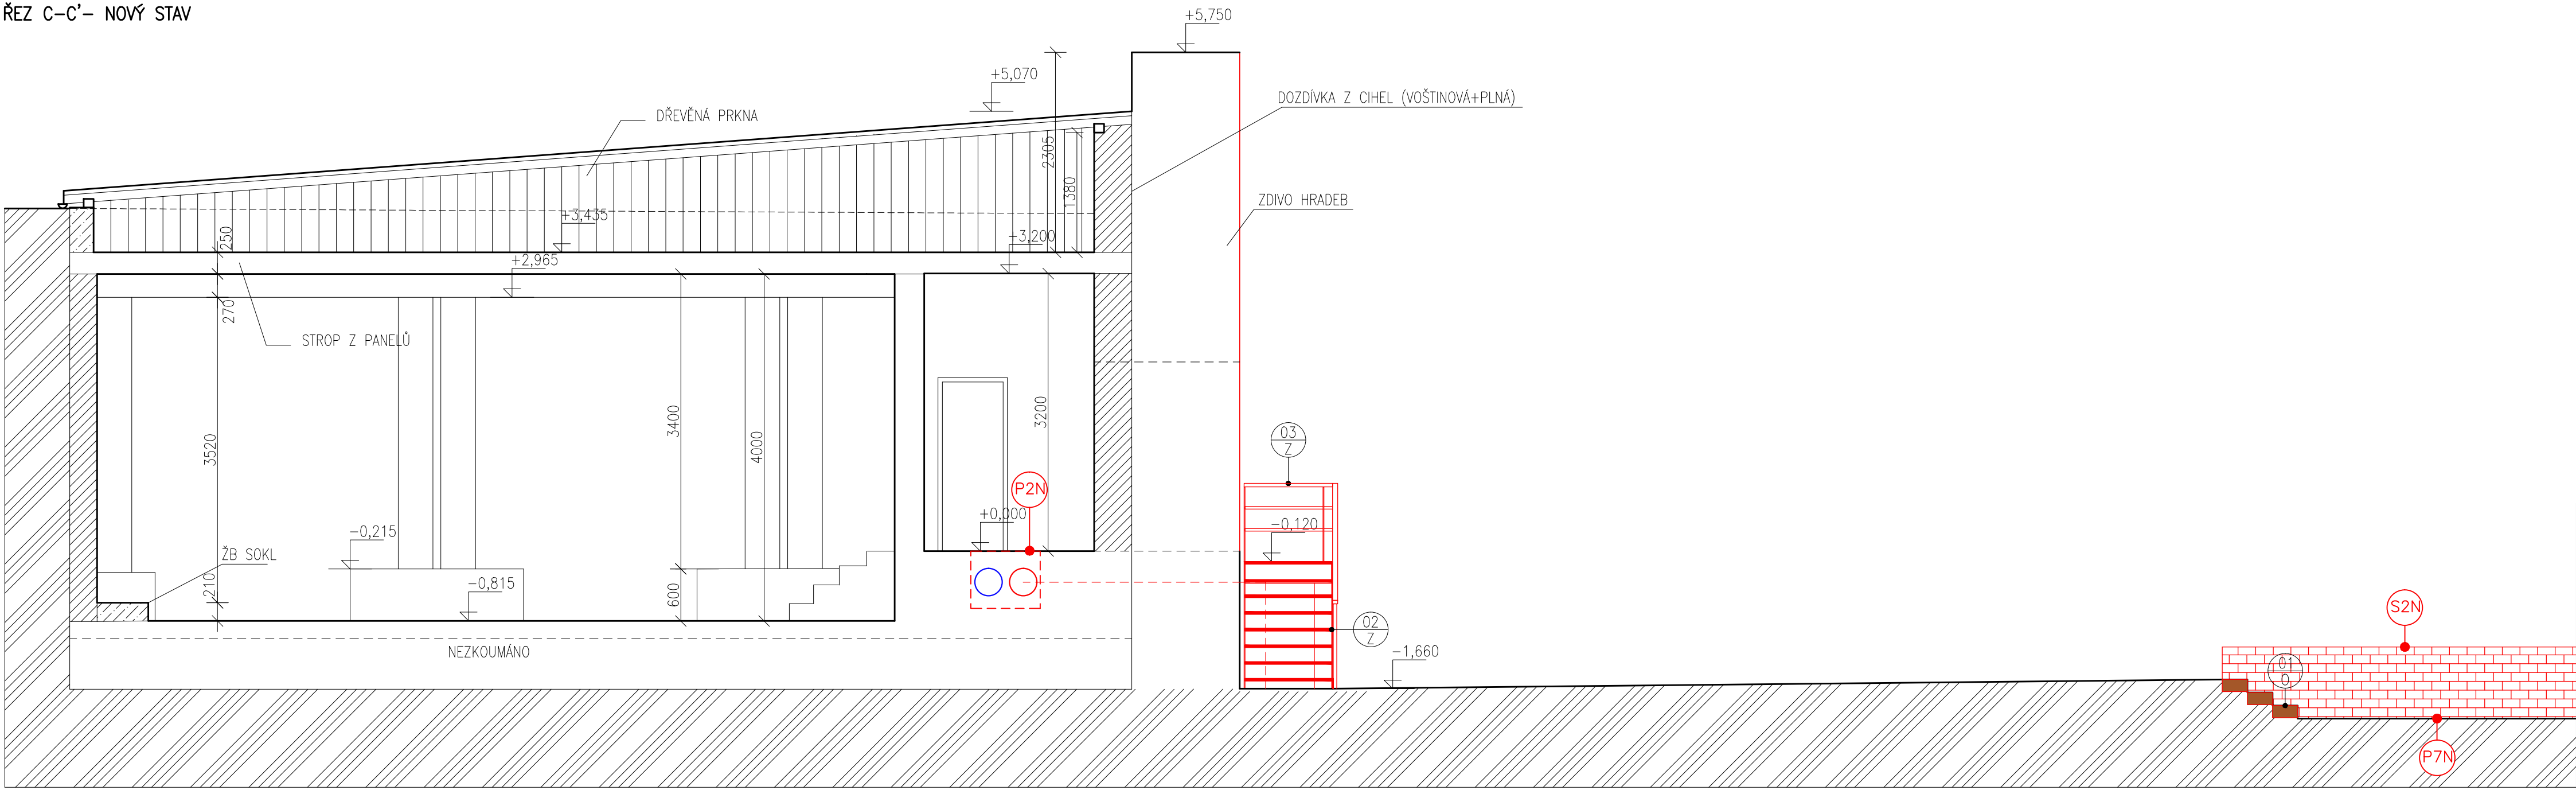 ŘEZ C-C'- NOVÝ STAV
+5,750
+5,070
DOZDÍVKA Z CIHEL (VOŠTINOVÁ+PLNÁ)
DŘEVĚNÁ PRKNA
2305
1380
ZDIVO HRADEB
+3,435
250
+3,200
+2,965
270
STROP Z PANELŮ
3520
3400
4000
3200
03
Z
P2N
+0,000
-0,120
-0,215
ŽB SOKL
-0,815
210
600
S2N
02
Z
NEZKOUMÁNO
-1,660
01
O
P7N